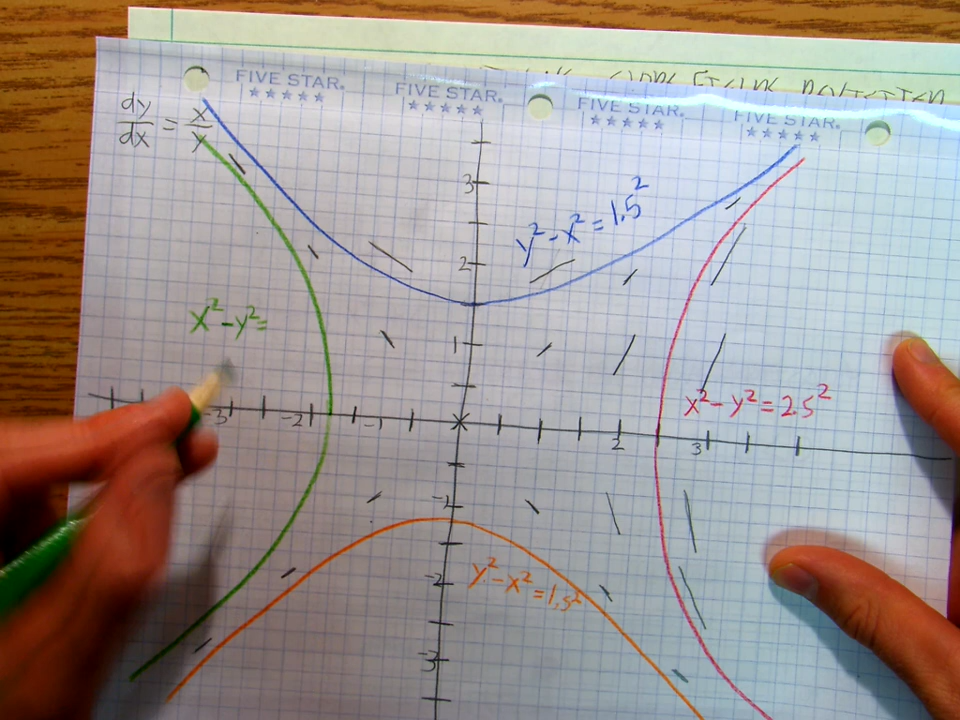 FIVE STAR. FIVE STAR. FIVE STAR. FIVE STAR.
dy/dx = x/y
3
y² - x² = 1.5²
2
x² - y² =
1
x² - y² = 2.5²
-3 -2 -1 2 3
-1
y² - x² = 1.5²
-2
-3